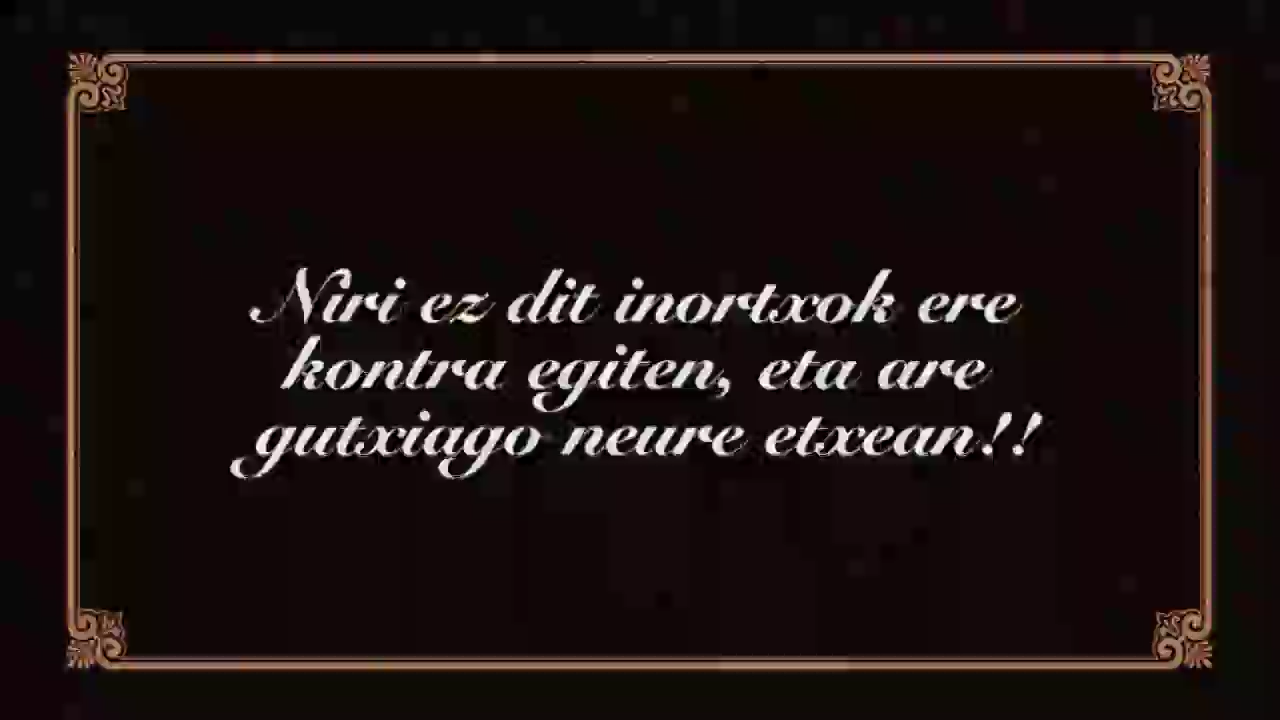 Niri ez dit inortxok ere
kontra egiten, eta are
gutxiago neure etxean!!